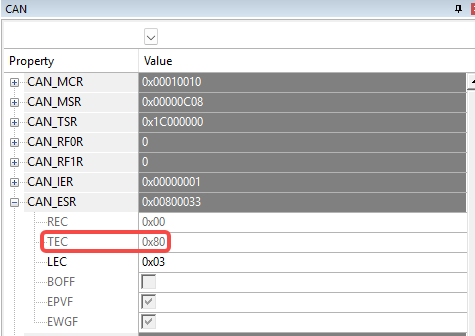 CAN
Property Value
CAN_MCR 0x00010010
CAN_MSR 0x00000C08
CAN_TSR 0x1C000000
CAN_RF0R 0
CAN_RF1R 0
CAN_IER 0x00000001
CAN_ESR 0x00800033
REC 0x00
TEC 0x80
LEC 0x03
BOFF
EPVF
EWGF